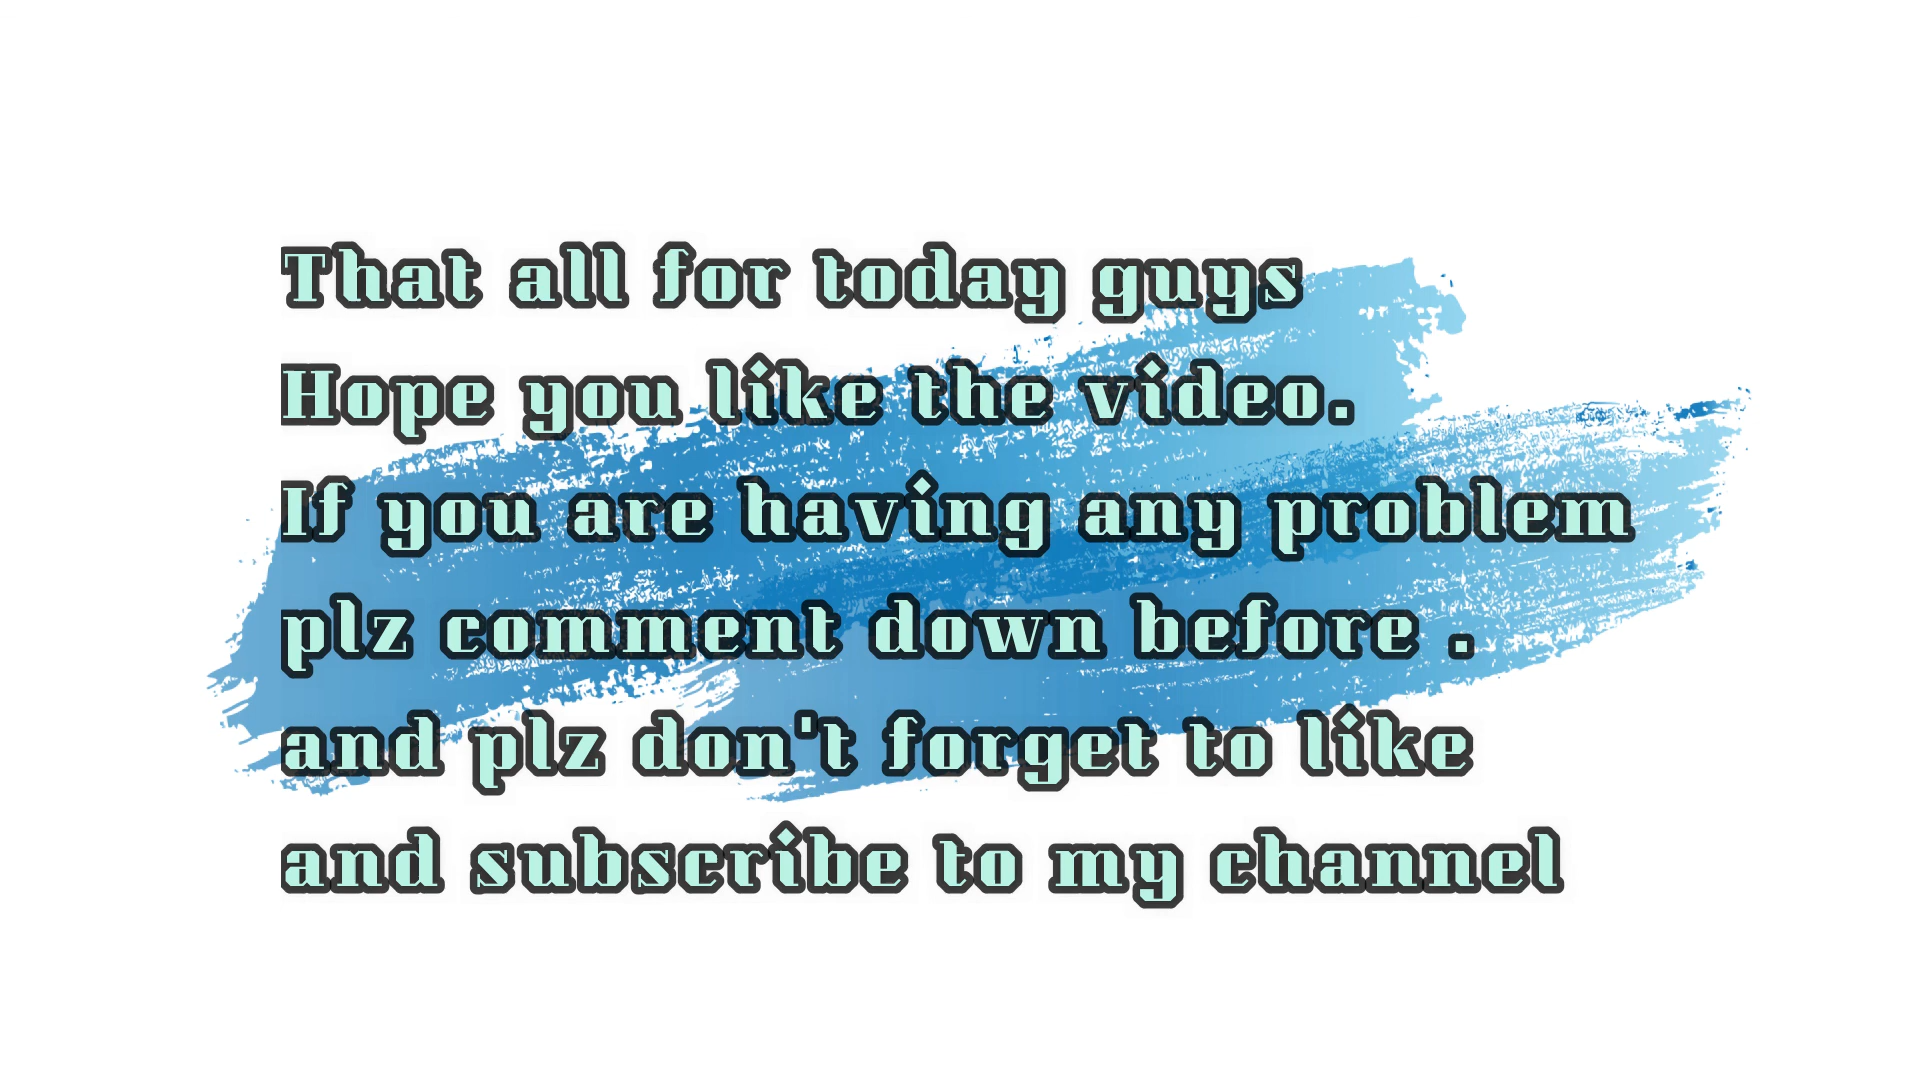 That all for today guys
Hope you like the video.
If you are having any problem
plz comment down before .
and plz don't forget to like
and subscribe to my channel